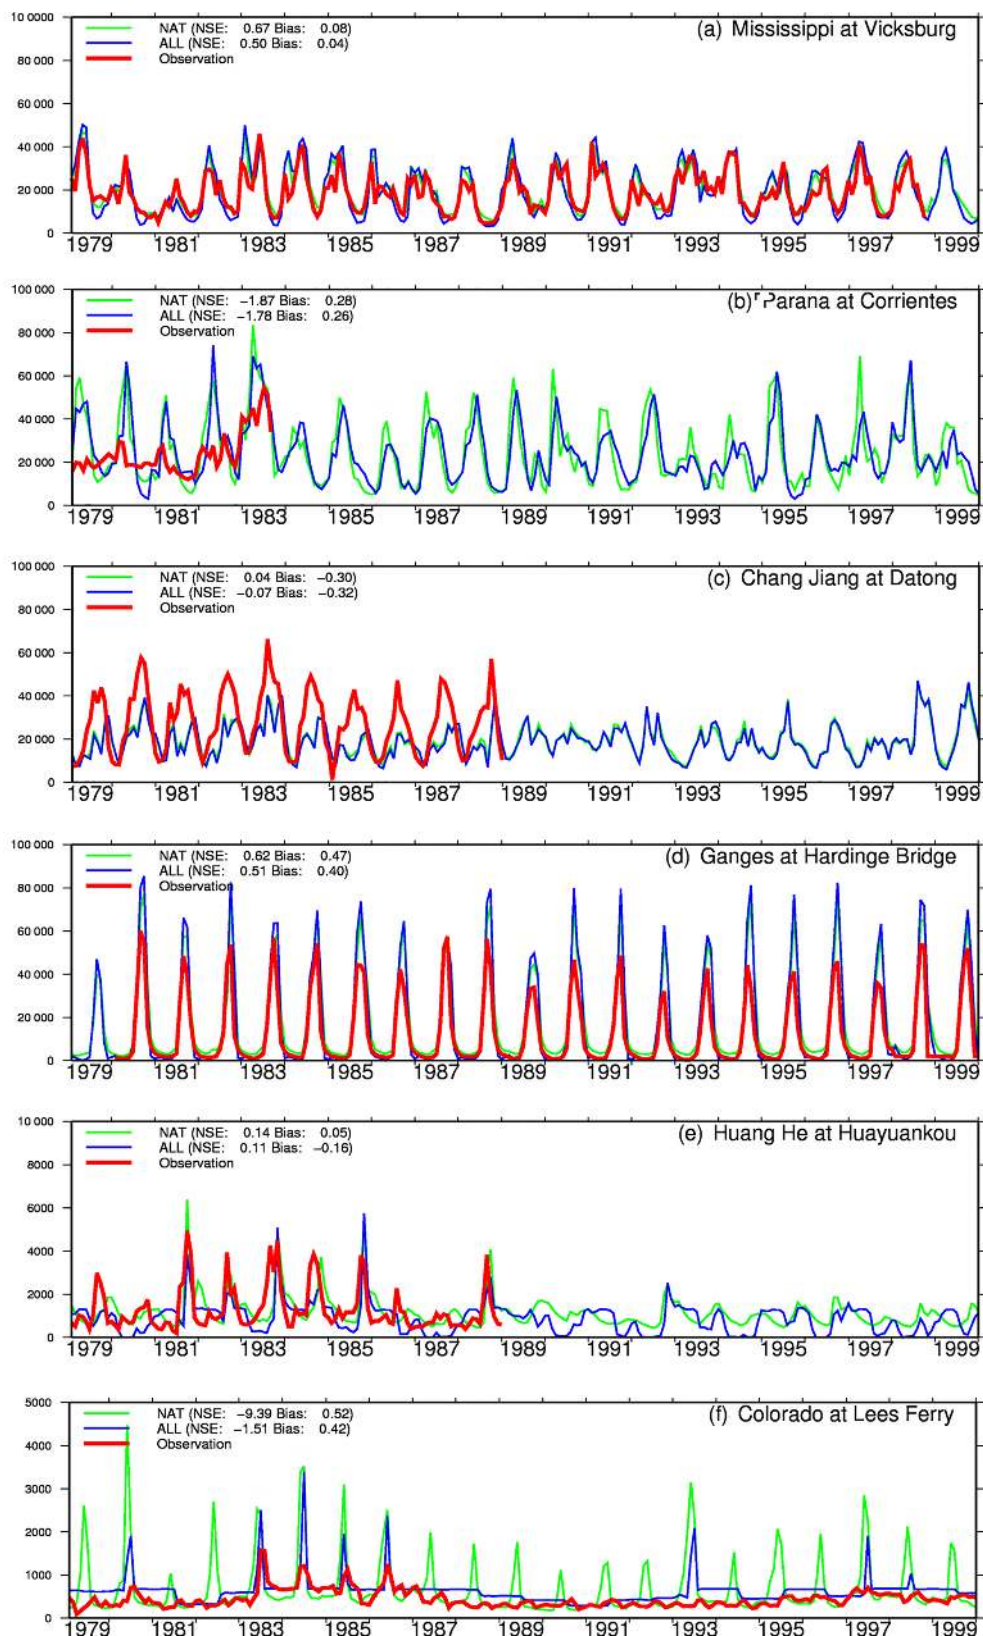 10 0000
NAT (NSE: 0.67 Bias: 0.08)
(a) Mississippi at Vicksburg
ALL (NSE: 0.50 Bias: 0.04)
Observation
80 000
60 000
40 000
20 000
0
1979 1981 1983 1985 1987 1989 1991 1993 1995 1997 1999
100 000
NAT (NSE: −1.87 Bias: 0.28)
(b) Parana at Corrientes
ALL (NSE: −1.78 Bias: 0.26)
Observation
80 000
60 000
40 000
20 000
0
1979 1981 1983 1985 1987 1989 1991 1993 1995 1997 1999
100 000
NAT (NSE: 0.04 Bias: −0.30)
(c) Chang Jiang at Datong
ALL (NSE: −0.07 Bias: −0.32)
Observation
80 000
60 000
40 000
20 000
0
1979 1981 1983 1985 1987 1989 1991 1993 1995 1997 1999
100 000
NAT (NSE: 0.62 Bias: 0.47)
(d) Ganges at Hardinge Bridge
ALL (NSE: 0.51 Bias: 0.40)
Observation
80 000
60 000
40 000
20 000
0
1979 1981 1983 1985 1987 1989 1991 1993 1995 1997 1999
10 000
NAT (NSE: 0.14 Bias: 0.05)
(e) Huang He at Huayuankou
ALL (NSE: 0.11 Bias: −0.16)
Observation
8000
6000
4000
2000
0
1979 1981 1983 1985 1987 1989 1991 1993 1995 1997 1999
5000
NAT (NSE: −9.39 Bias: 0.52)
(f) Colorado at Lees Ferry
ALL (NSE: −1.51 Bias: 0.42)
Observation
4000
3000
2000
1000
0
1979 1981 1983 1985 1987 1989 1991 1993 1995 1997 1999